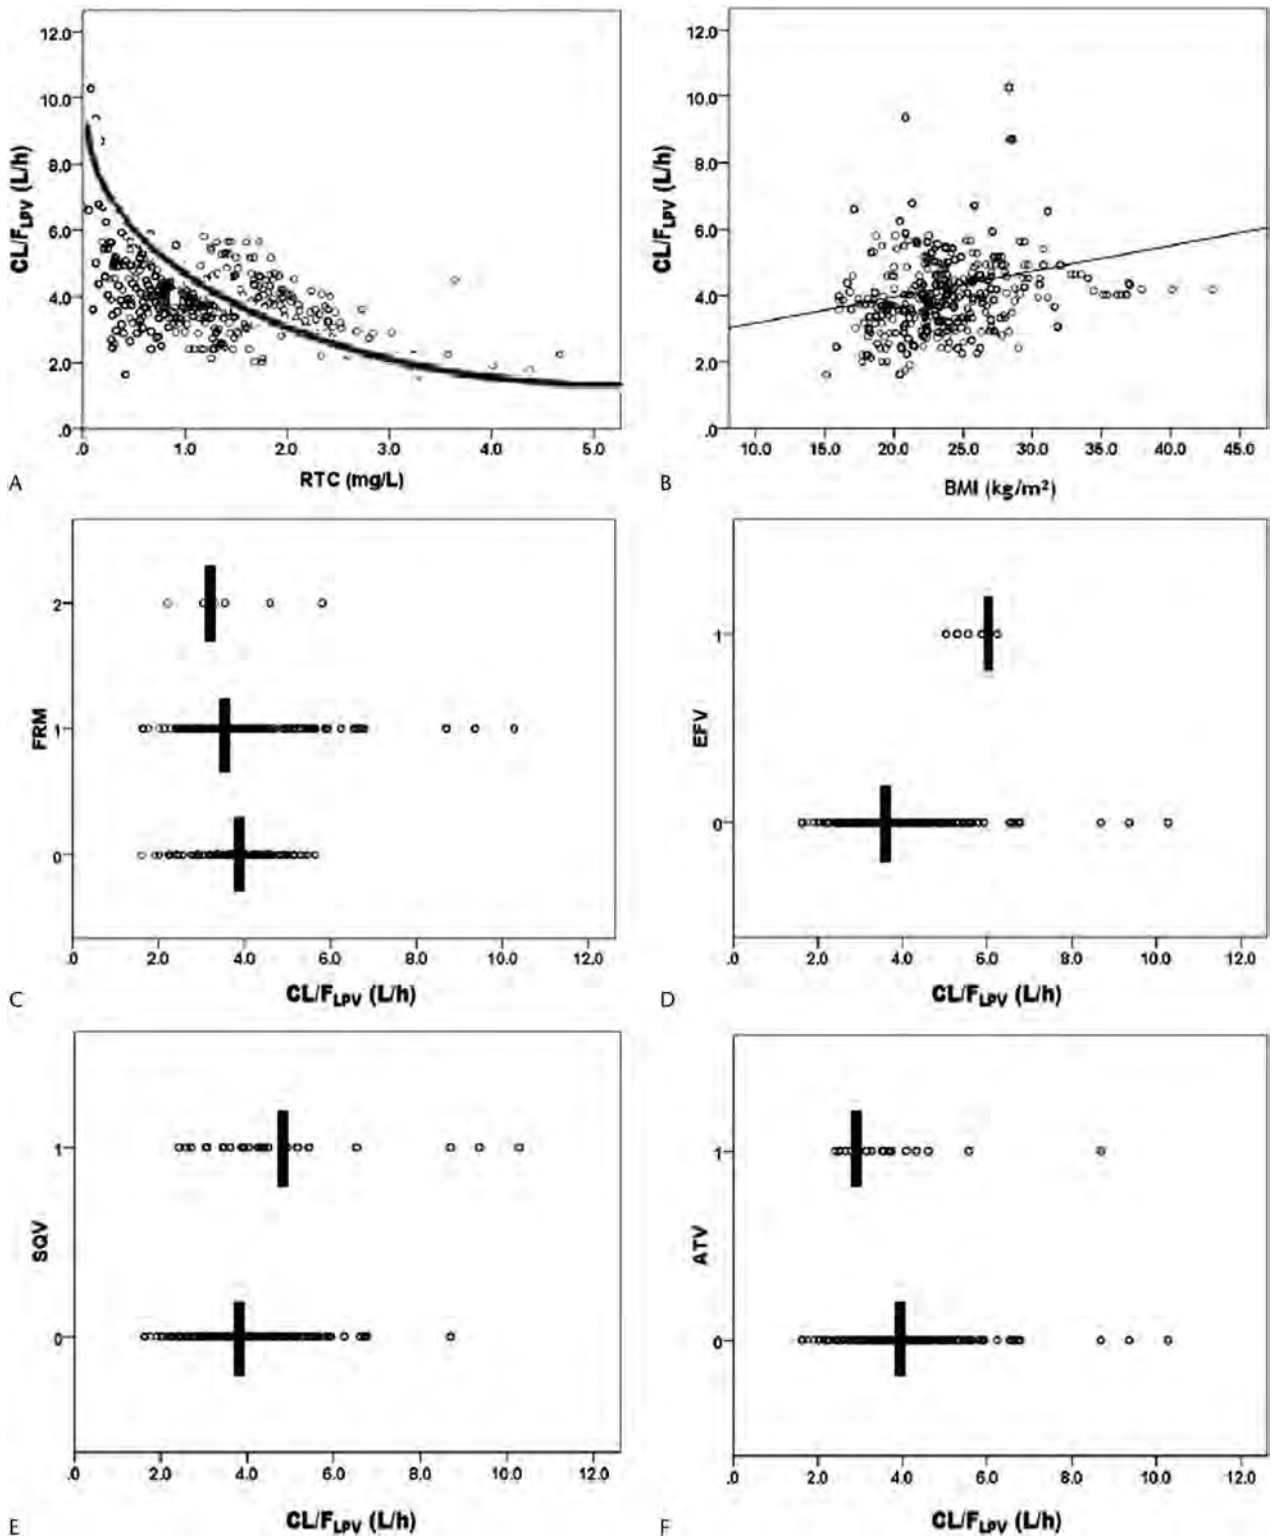 12.0
10.0
8.0
6.0
4.0
2.0
.0
CL/F_LPV (L/h)
.0 1.0 2.0 3.0 4.0 5.0
RTC (mg/L)
A
12.0
10.0
8.0
6.0
4.0
2.0
.0
CL/F_LPV (L/h)
10.0 15.0 20.0 25.0 30.0 35.0 40.0 45.0
BMI (kg/m²)
B
2
1
0
FRM
.0 2.0 4.0 6.0 8.0 10.0 12.0
CL/F_LPV (L/h)
C
1
0
EFV
.0 2.0 4.0 6.0 8.0 10.0 12.0
CL/F_LPV (L/h)
D
1
0
SQV
.0 2.0 4.0 6.0 8.0 10.0 12.0
CL/F_LPV (L/h)
E
1
0
ATV
.0 2.0 4.0 6.0 8.0 10.0 12.0
CL/F_LPV (L/h)
F